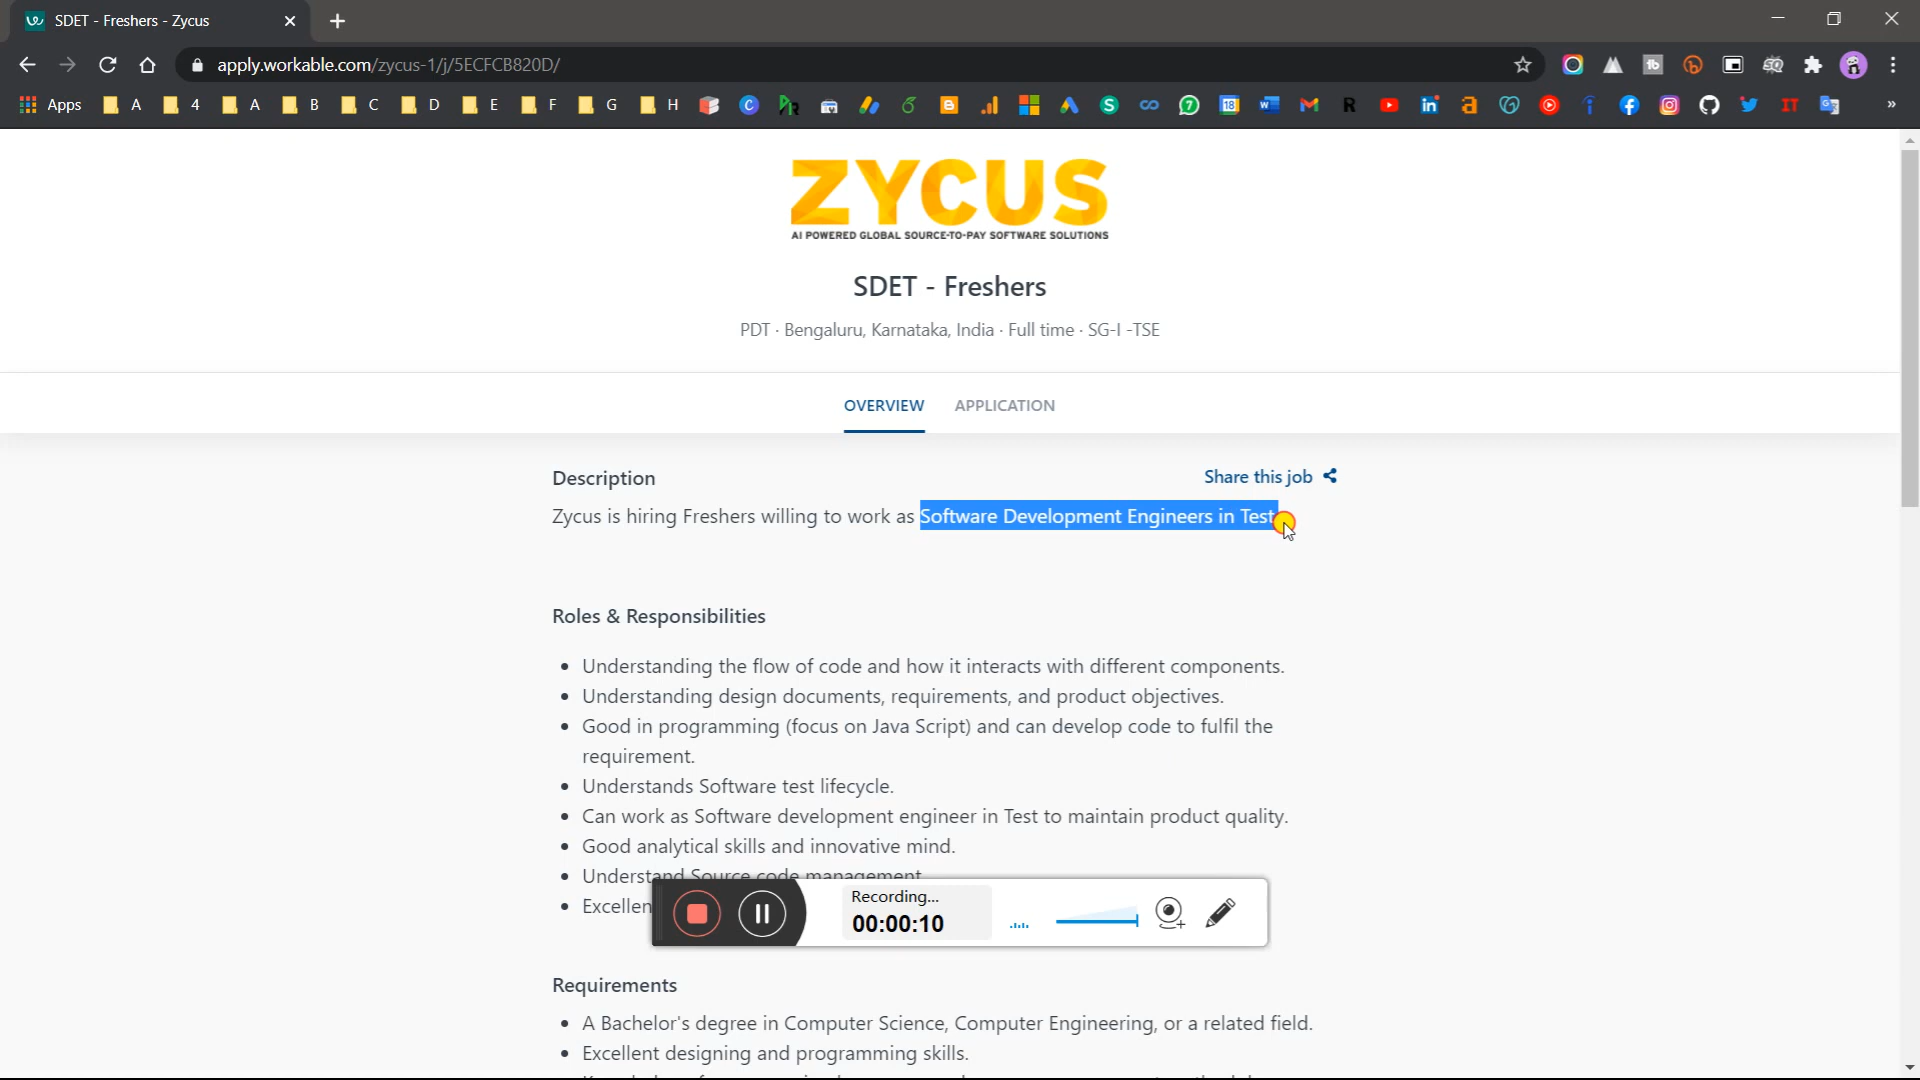 SDET - Freshers - Zycus
apply.workable.com/zycus-1/j/5ECFCB820D/
Apps A 4 A B C D E F G H
ZYCUS
AI POWERED GLOBAL SOURCE-TO-PAY SOFTWARE SOLUTIONS
SDET - Freshers
PDT · Bengaluru, Karnataka, India · Full time · SG-I -TSE
OVERVIEW APPLICATION
Description
Share this job
Zycus is hiring Freshers willing to work as Software Development Engineers in Test
Roles & Responsibilities
• Understanding the flow of code and how it interacts with different components.
• Understanding design documents, requirements, and product objectives.
• Good in programming (focus on Java Script) and can develop code to fulfil the
requirement.
• Understands Software test lifecycle.
• Can work as Software development engineer in Test to maintain product quality.
• Good analytical skills and innovative mind.
• Understand Source code management
• Excellen
Recording...
00:00:10
Requirements
• A Bachelor's degree in Computer Science, Computer Engineering, or a related field.
• Excellent designing and programming skills.